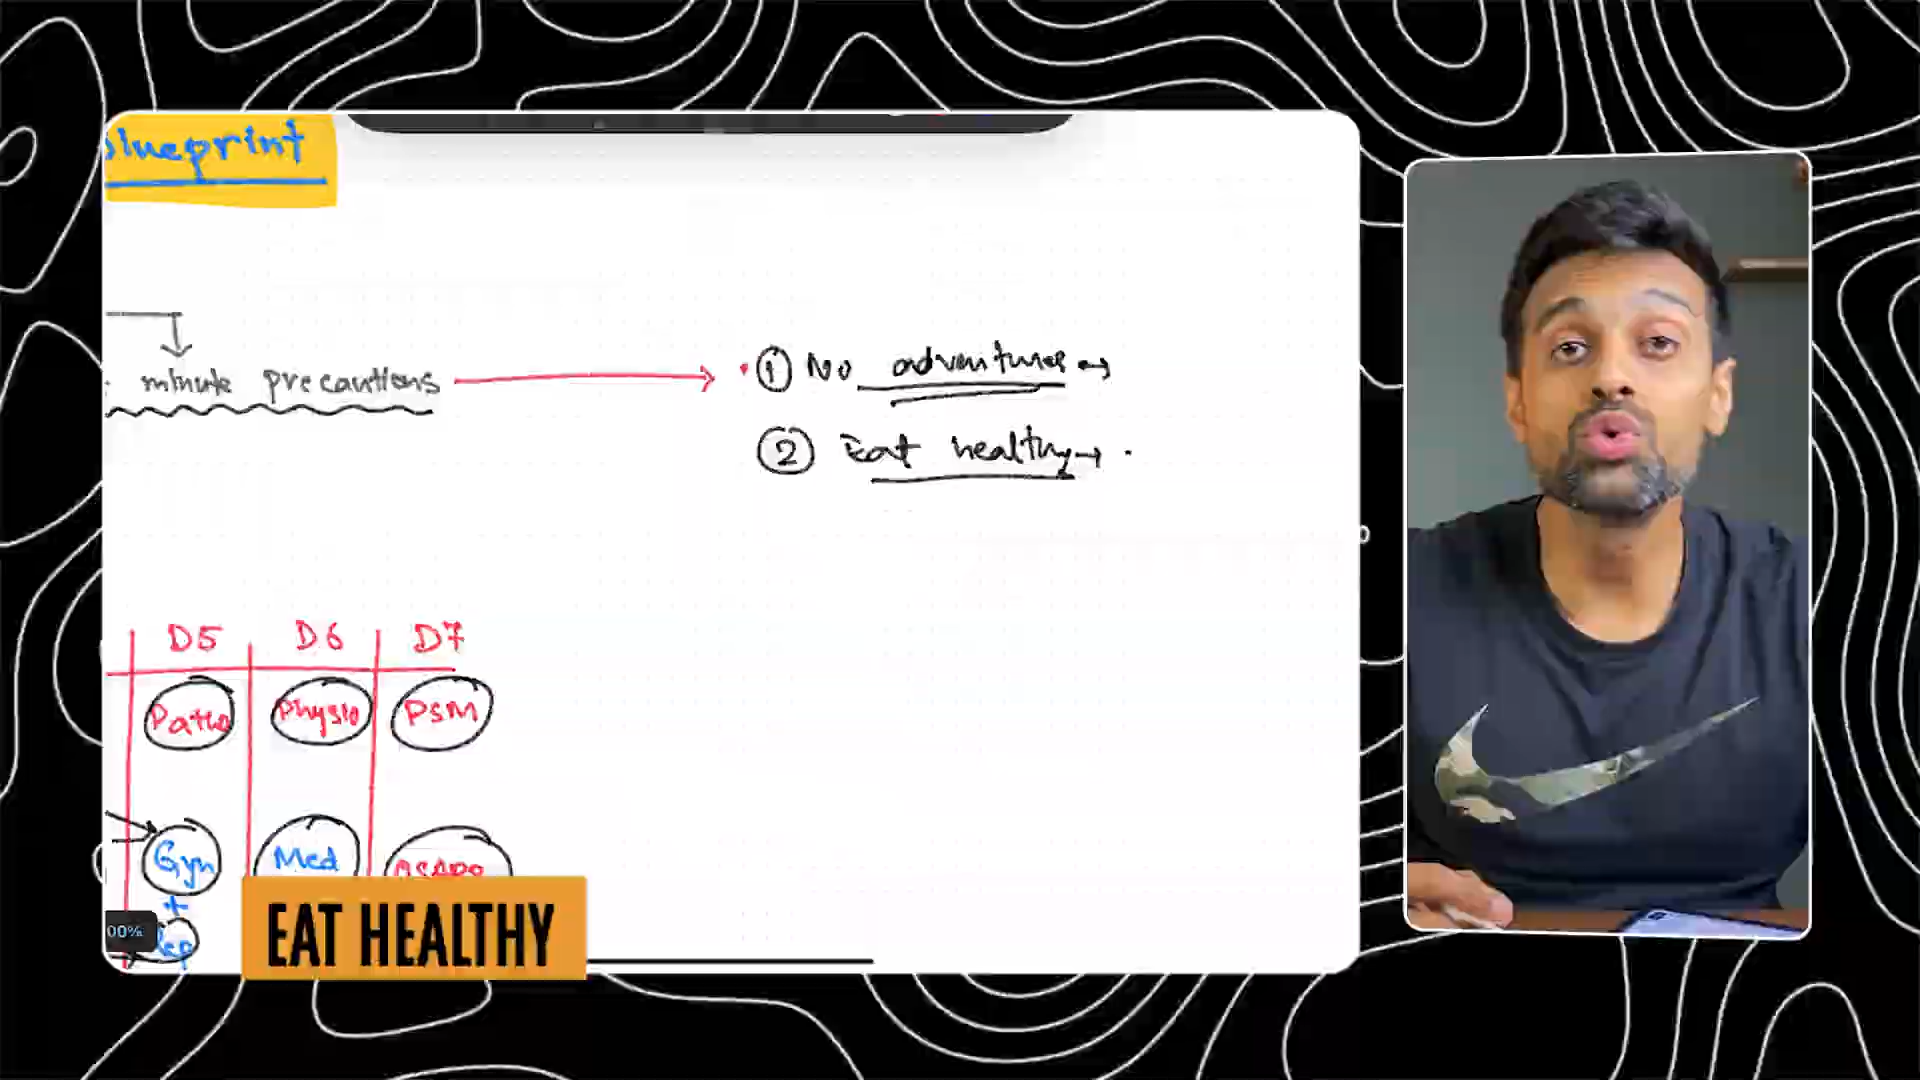 blueprint
minute precautions
① No adventures →
② Eat healthy →
D5 D6 D7
Patho Physio PSM
Gyn Med
+
00%
EAT HEALTHY